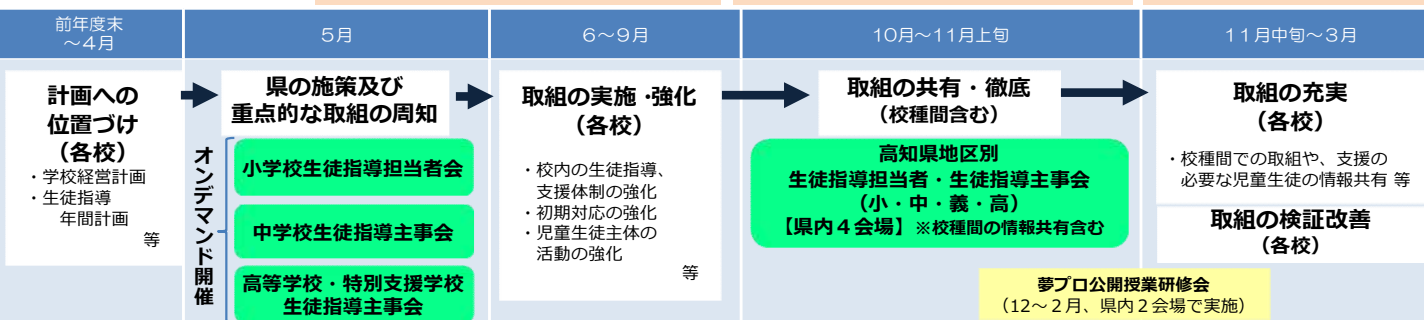 前年度末
～4月
5月
6～9月
10月～11月上旬
11月中旬～3月
計画への
位置づけ
（各校）
・学校経営計画
・生徒指導
年間計画
等
県の施策及び
重点的な取組の周知
オンデマンド開催
小学校生徒指導担当者会
中学校生徒指導主事会
高等学校・特別支援学校
生徒指導主事会
取組の実施・強化
（各校）
・校内の生徒指導、
支援体制の強化
・初期対応の強化
・児童生徒主体の
活動の強化
等
取組の共有・徹底
（校種間含む）
高知県地区別
生徒指導担当者・生徒指導主事会
（小・中・義・高）
【県内４会場】※校種間の情報共有含む
取組の充実
（各校）
・校種間での取組や、支援の
必要な児童生徒の情報共有 等
取組の検証改善
（各校）
夢プロ公開授業研修会
（12～２月、県内２会場で実施）